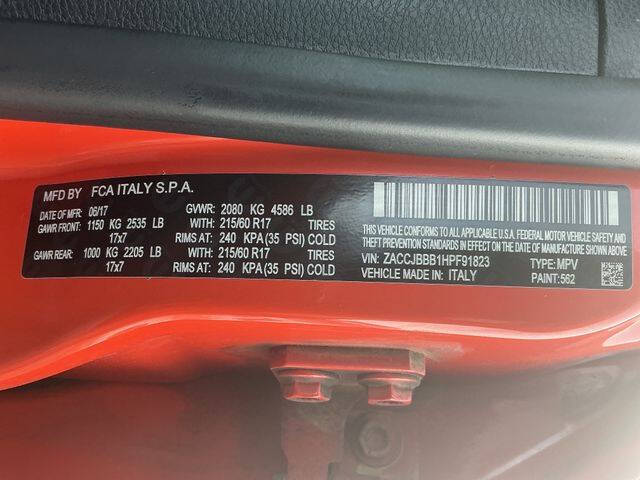 MFD BY FCA ITALY S.P.A.
DATE OF MFR: 06/17 GVWR: 2080 KG 4586 LB
GAWR FRONT: 1150 KG 2535 LB WITH: 215/60 R17 TIRES
17x7 RIMS AT: 240 KPA (35 PSI) COLD
GAWR REAR: 1000 KG 2205 LB WITH: 215/60 R17 TIRES
17x7 RIMS AT: 240 KPA (35 PSI) COLD
THIS VEHICLE CONFORMS TO ALL APPLICABLE U.S.A. FEDERAL MOTOR VEHICLE SAFETY
AND THEFT PREVENTION STANDARDS IN EFFECT ON THE DATE OF MANUFACTURE SHOWN ABOVE.
VIN: ZACCJBBB1HPF91823 TYPE: MPV
VEHICLE MADE IN: ITALY PAINT: 562